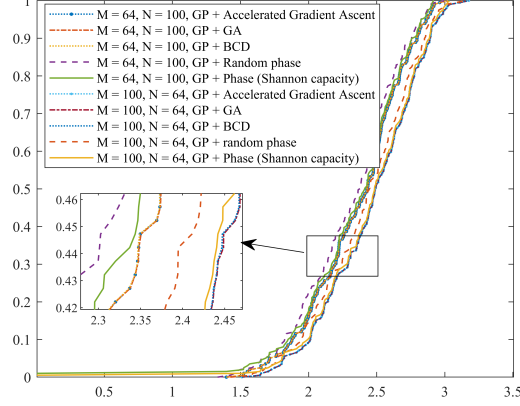 1
M = 64, N = 100, GP + Accelerated Gradient Ascent
M = 64, N = 100, GP + GA
0.9
M = 64, N = 100, GP + BCD
M = 64, N = 100, GP + Random phase
0.8
M = 64, N = 100, GP + Phase (Shannon capacity)
M = 100, N = 64, GP + Accelerated Gradient Ascent
0.7
M = 100, N = 64, GP + GA
M = 100, N = 64, GP + BCD
M = 100, N = 64, GP + random phase
0.6
M = 100, N = 64, GP + Phase (Shannon capacity)
0.5
0.46
0.45
0.4
0.44
0.3
0.43
0.42
2.3 2.35 2.4 2.45
0.2
0.1
0
0.5 1 1.5 2 2.5 3 3.5